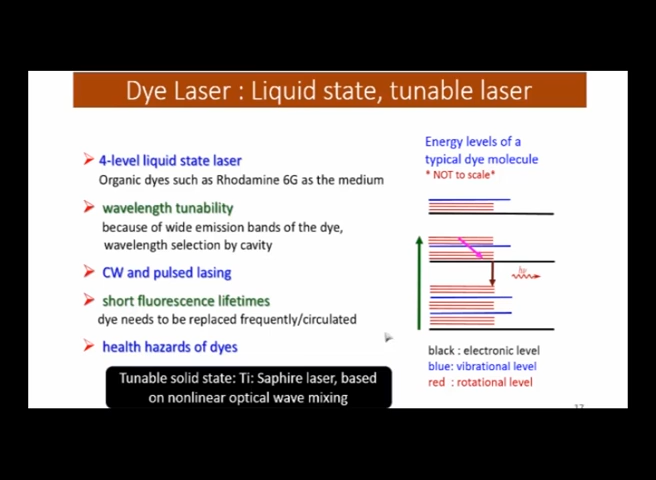 Dye Laser : Liquid state, tunable laser
4-level liquid state laser
Organic dyes such as Rhodamine 6G as the medium
wavelength tunability
because of wide emission bands of the dye,
wavelength selection by cavity
CW and pulsed lasing
short fluorescence lifetimes
dye needs to be replaced frequently/circulated
health hazards of dyes
Tunable solid state: Ti: Saphire laser, based
on nonlinear optical wave mixing
Energy levels of a
typical dye molecule
* NOT to scale*
hν
black : electronic level
blue: vibrational level
red : rotational level
17